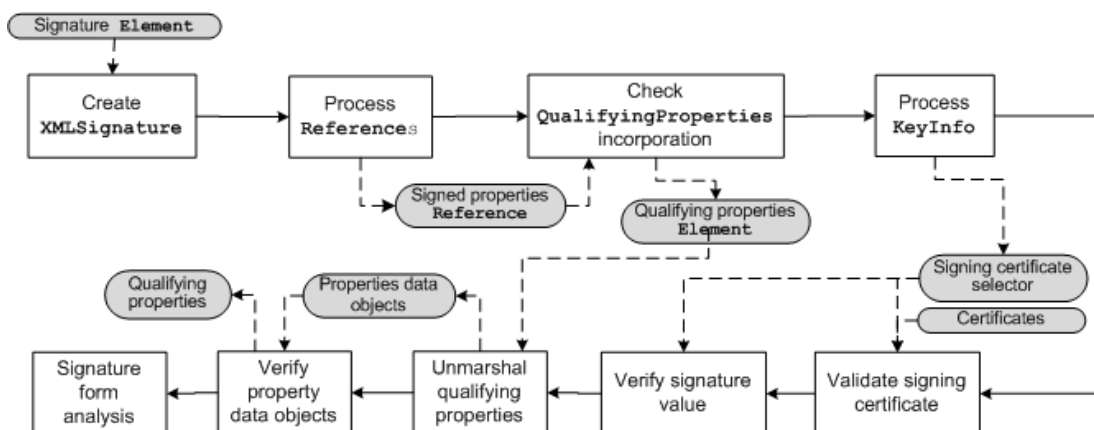 Signature Element
Create
XMLSignature
Process
References
Check
QualifyingProperties
incorporation
Process
KeyInfo
Signed properties
Reference
Qualifying properties
Element
Signing certificate
selector
Certificates
Qualifying
properties
Properties data
objects
Signature
form
analysis
Verify
property
data objects
Unmarshal
qualifying
properties
Verify signature
value
Validate signing
certificate